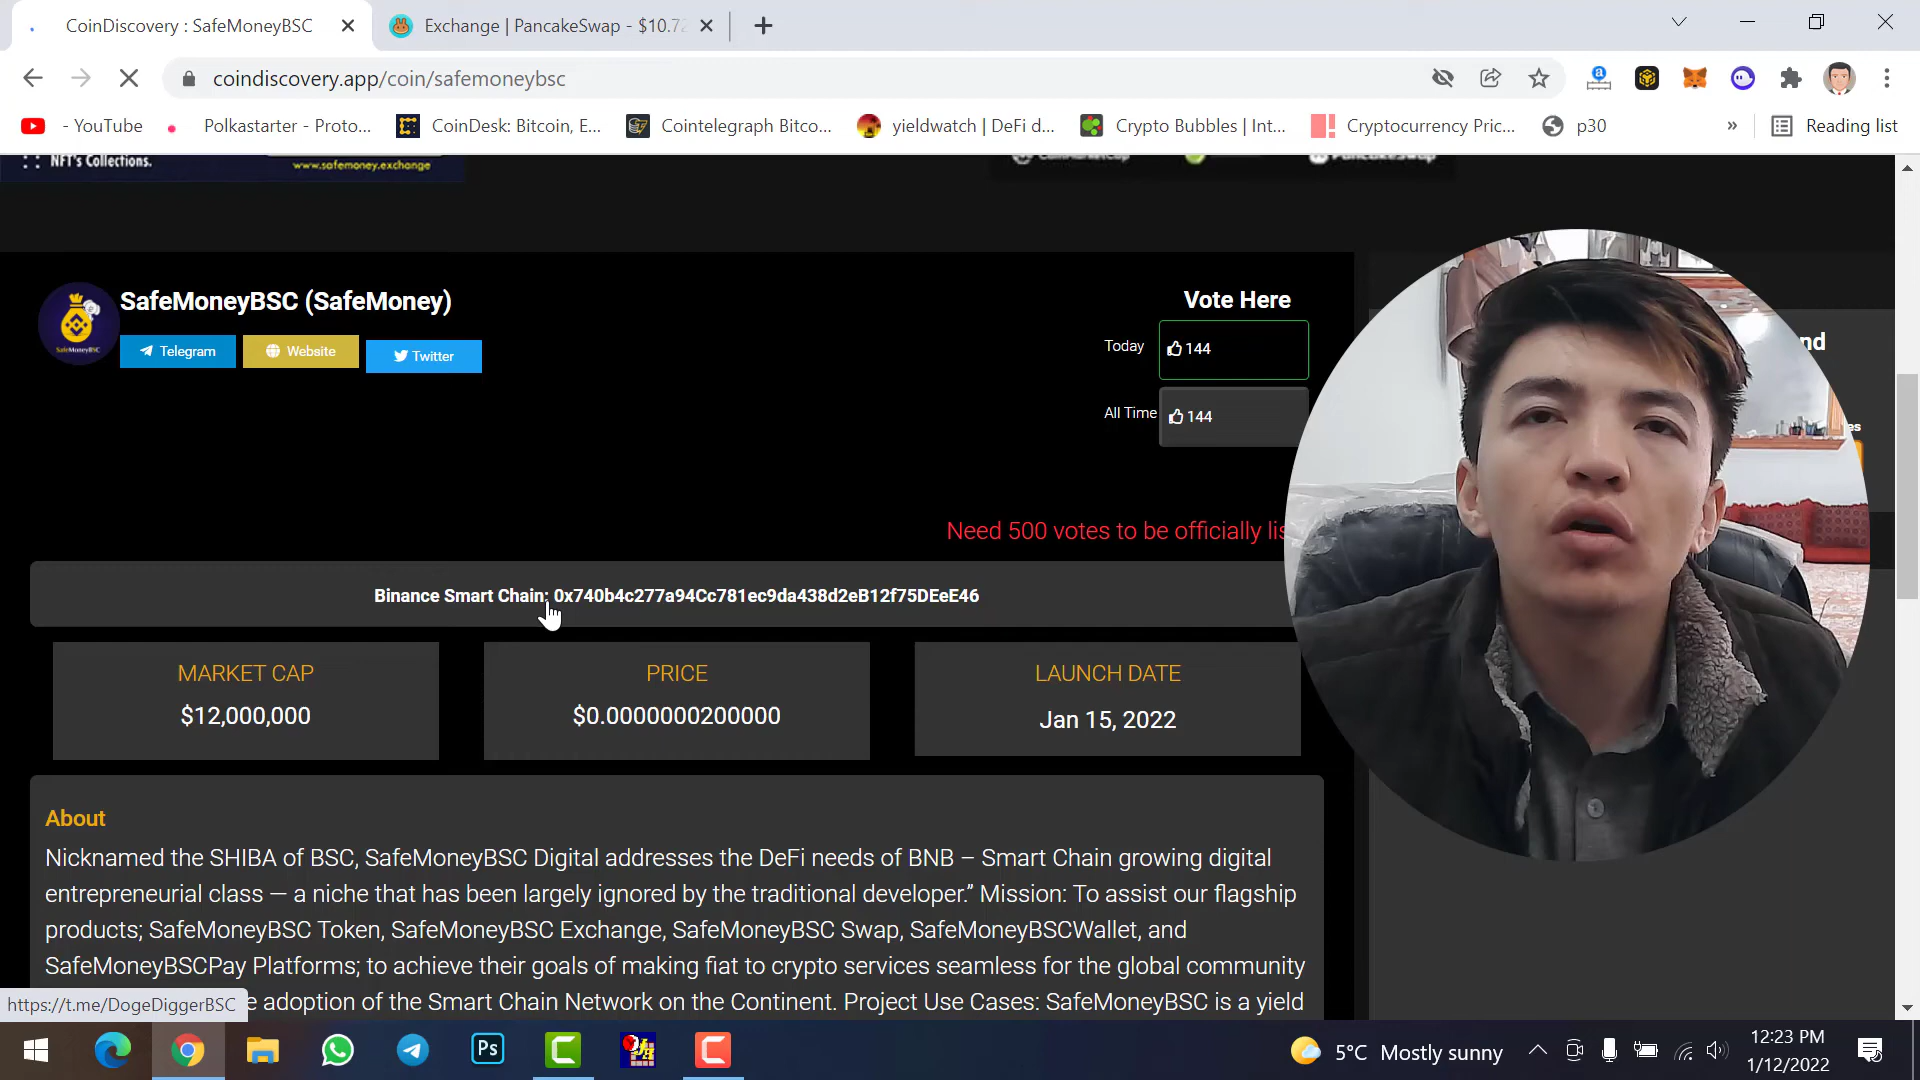 CoinDiscovery : SafeMoneyBSC
Exchange | PancakeSwap - $10.72
coindiscovery.app/coin/safemoneybsc
- YouTube
Polkastarter - Proto...
CoinDesk: Bitcoin, E...
Cointelegraph Bitco...
yieldwatch | DeFi d...
Crypto Bubbles | Int...
Cryptocurrency Pric...
p30
»
Reading list
NFT's Collections.
www.safemoney.exchange
CoinMarketCap
PancakeSwap
SafeMoneyBSC (SafeMoney)
Telegram
Website
Twitter
SafeMoneyBSC
Vote Here
Today
144
All Time
144
Need 500 votes to be officially lis
nd
es
Binance Smart Chain: 0x740b4c277a94Cc781ec9da438d2eB12f75DEeE46
MARKET CAP
$12,000,000
PRICE
$0.0000000200000
LAUNCH DATE
Jan 15, 2022
About
Nicknamed the SHIBA of BSC, SafeMoneyBSC Digital addresses the DeFi needs of BNB – Smart Chain growing digital
entrepreneurial class — a niche that has been largely ignored by the traditional developer.” Mission: To assist our flagship
products; SafeMoneyBSC Token, SafeMoneyBSC Exchange, SafeMoneyBSC Swap, SafeMoneyBSCWallet, and
SafeMoneyBSCPay Platforms; to achieve their goals of making fiat to crypto services seamless for the global community
e adoption of the Smart Chain Network on the Continent. Project Use Cases: SafeMoneyBSC is a yield
https://t.me/DogeDiggerBSC
Ps
5°C Mostly sunny
12:23 PM
1/12/2022